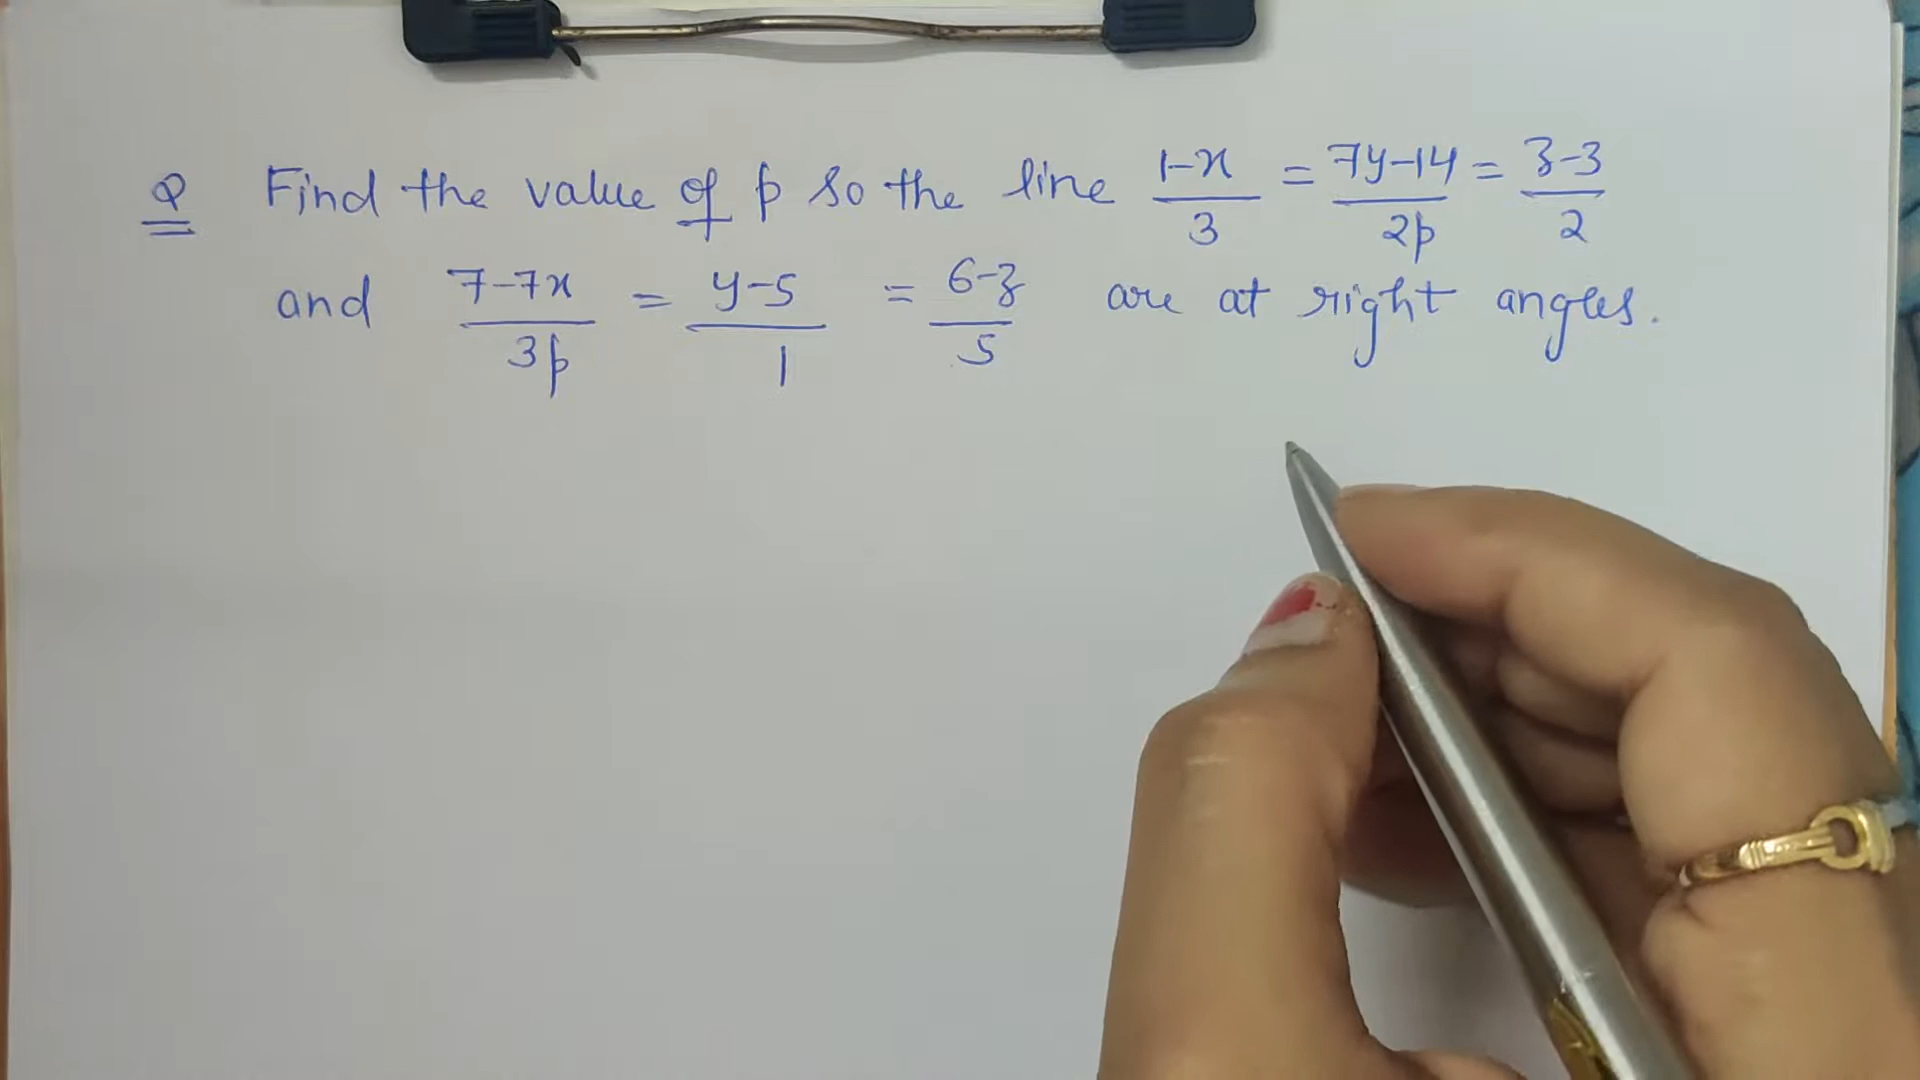 Q Find the value of p so the line (1-x)/3 = (7y-14)/2p = (z-3)/2
and (7-7x)/3p = (y-5)/1 = (6-z)/5 are at right angles.